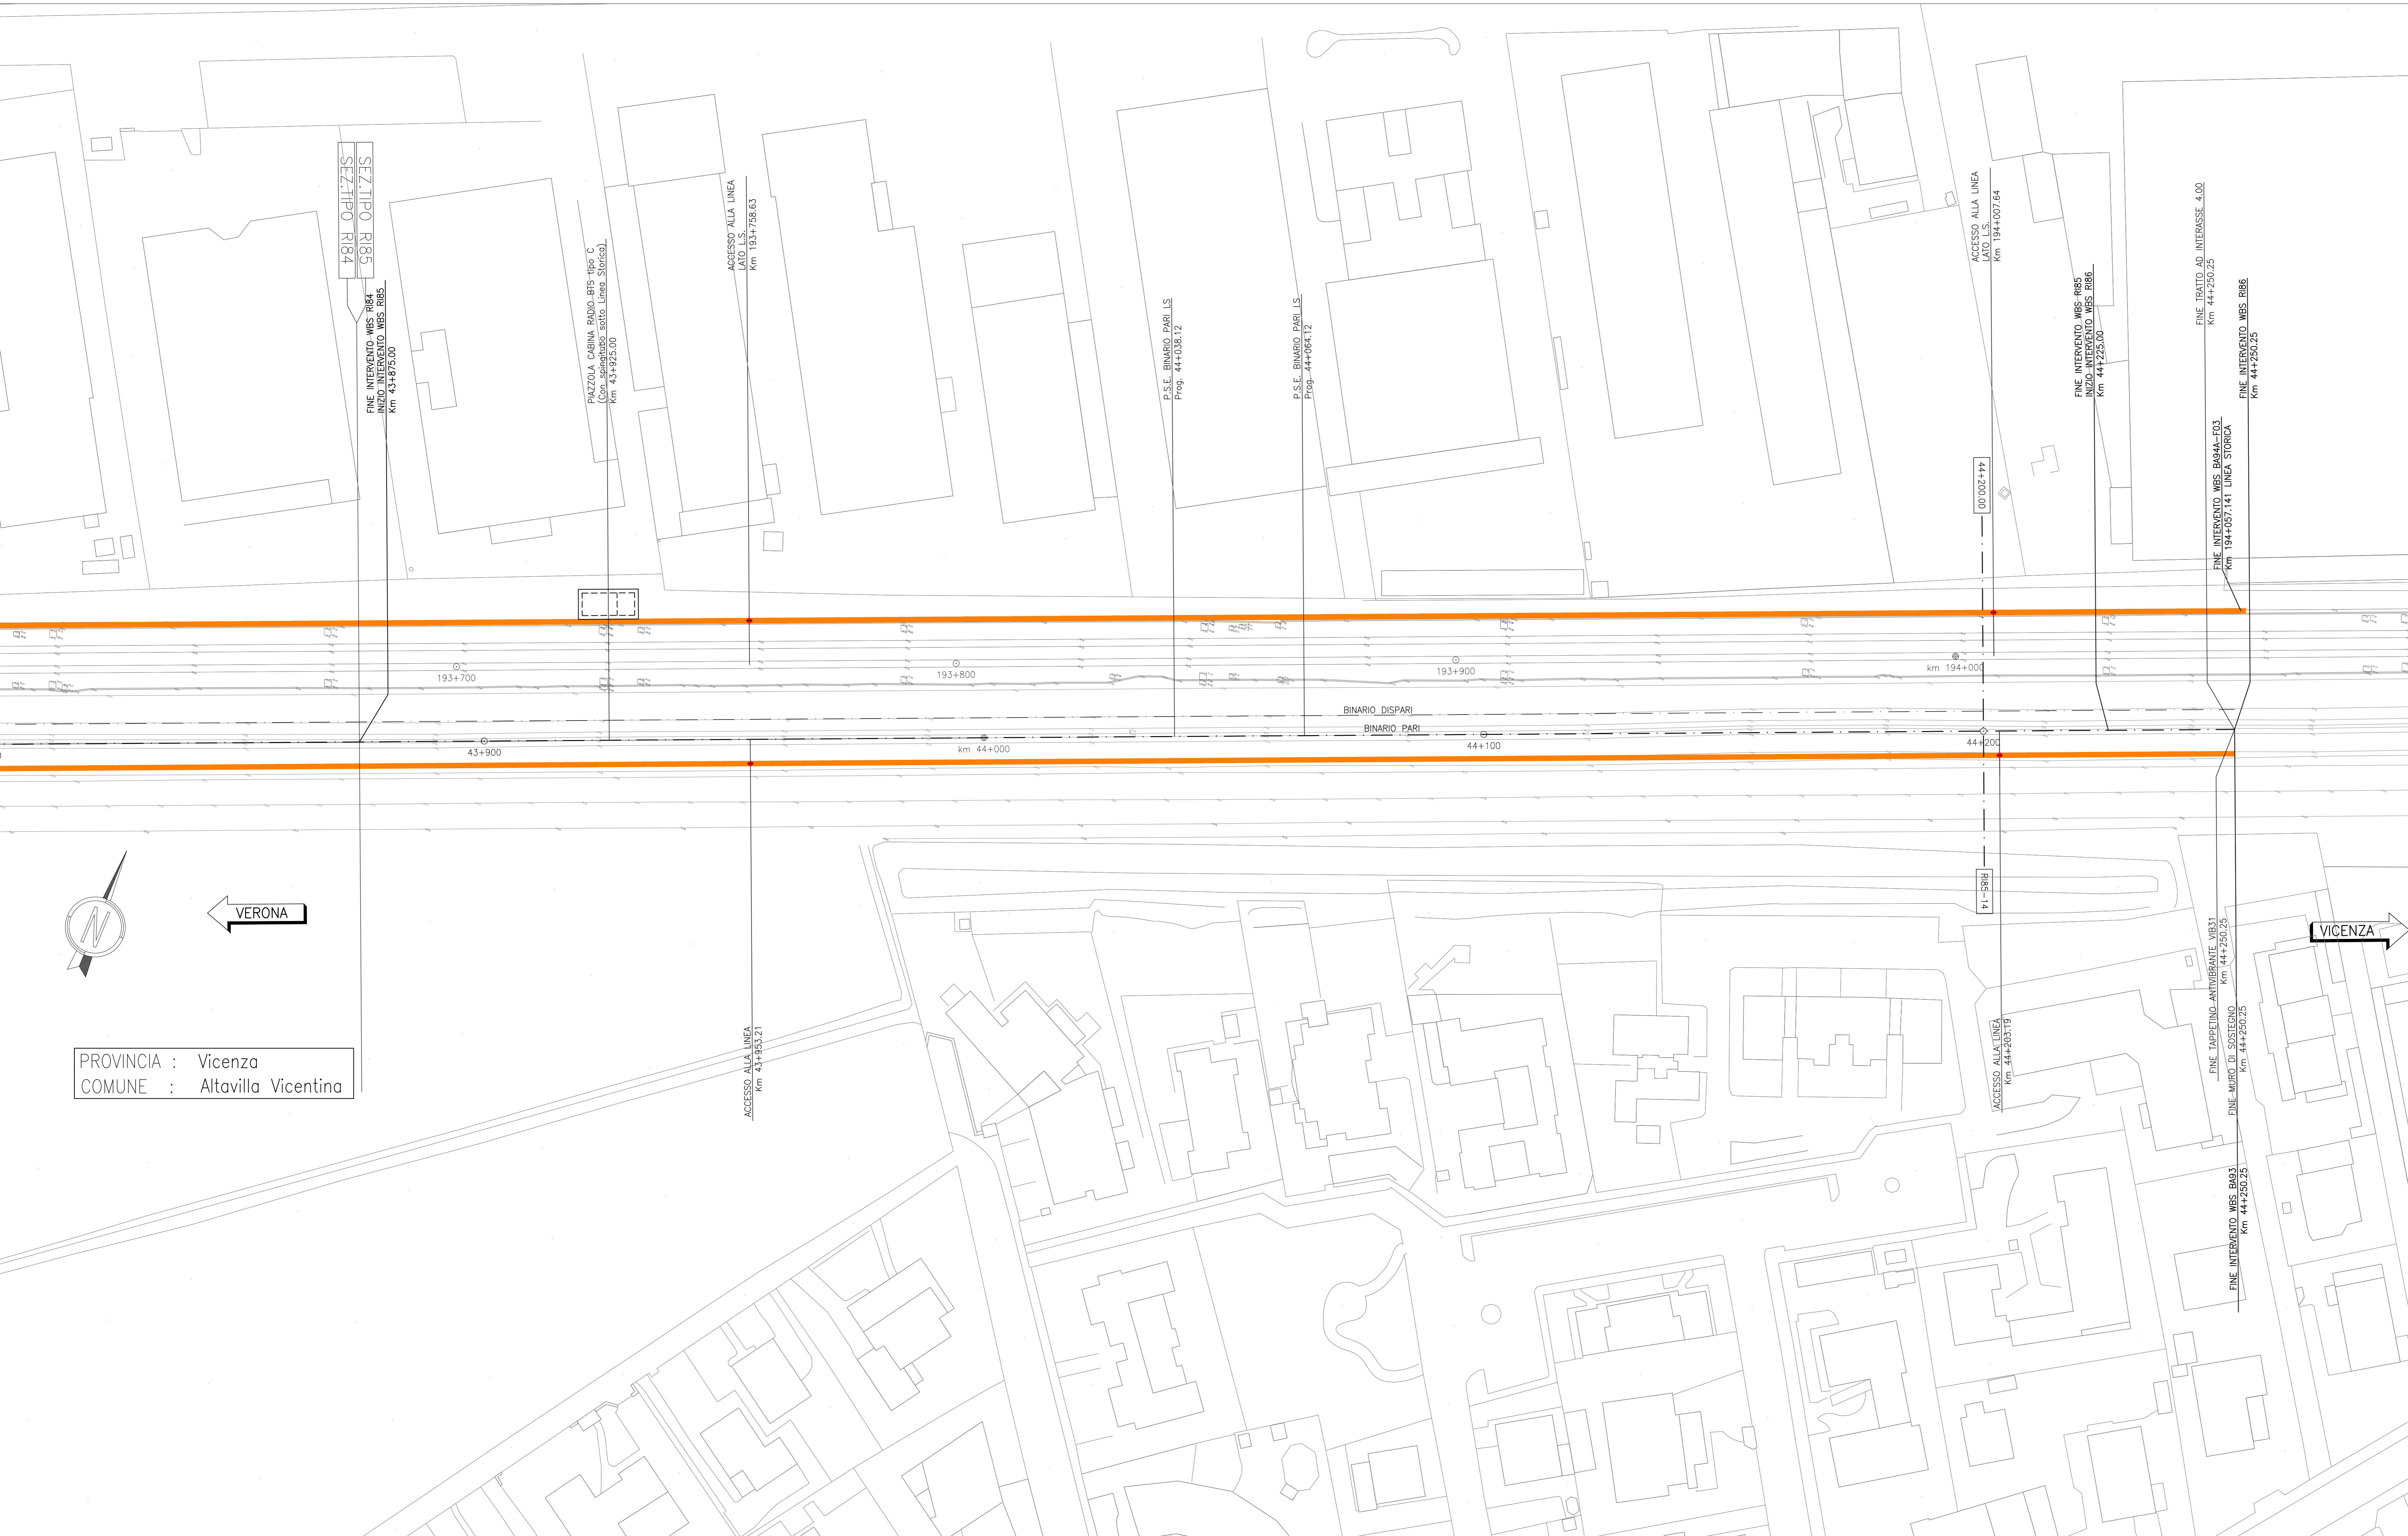 SEZ.TIPO RI84
SEZ.TIPO RI85
FINE INTERVENTO WBS RI84
INIZIO INTERVENTO WBS RI85
Km 43+875.00
PIAZZOLA CABINA RADIO BTS tipo C
(Con spingitubo sotto Linea Storica)
Km 43+925.00
ACCESSO ALLA LINEA
LATO L.S.
Km 193+758.63
P.S.E. BINARIO PARI LS
Prog. 44+038.12
P.S.E. BINARIO PARI LS
Prog. 44+064.12
ACCESSO ALLA LINEA
LATO L.S.
Km 194+007.64
44+200.00
FINE INTERVENTO WBS RI85
INIZIO INTERVENTO WBS RI86
Km 44+225.00
FINE TRATTO AD INTERASSE 4.00
Km 44+250.25
FINE INTERVENTO WBS BA94A-F03
Km 194+057.141 LINEA STORICA
FINE INTERVENTO WBS RI86
Km 44+250.25
193+700
193+800
193+900
km 194+000
BINARIO DISPARI
BINARIO PARI
43+900
km 44+000
44+100
44+200
RI85-14
N
VERONA
VICENZA
PROVINCIA : Vicenza
COMUNE : Altavilla Vicentina
ACCESSO ALLA LINEA
Km 43+953.21
ACCESSO ALLA LINEA
Km 44+203.19
FINE TAPPETINO ANTIVIBRANTE VIB31
Km 44+250.25
FINE MURO DI SOSTEGNO
Km 44+250.25
FINE INTERVENTO WBS BA93
Km 44+250.25